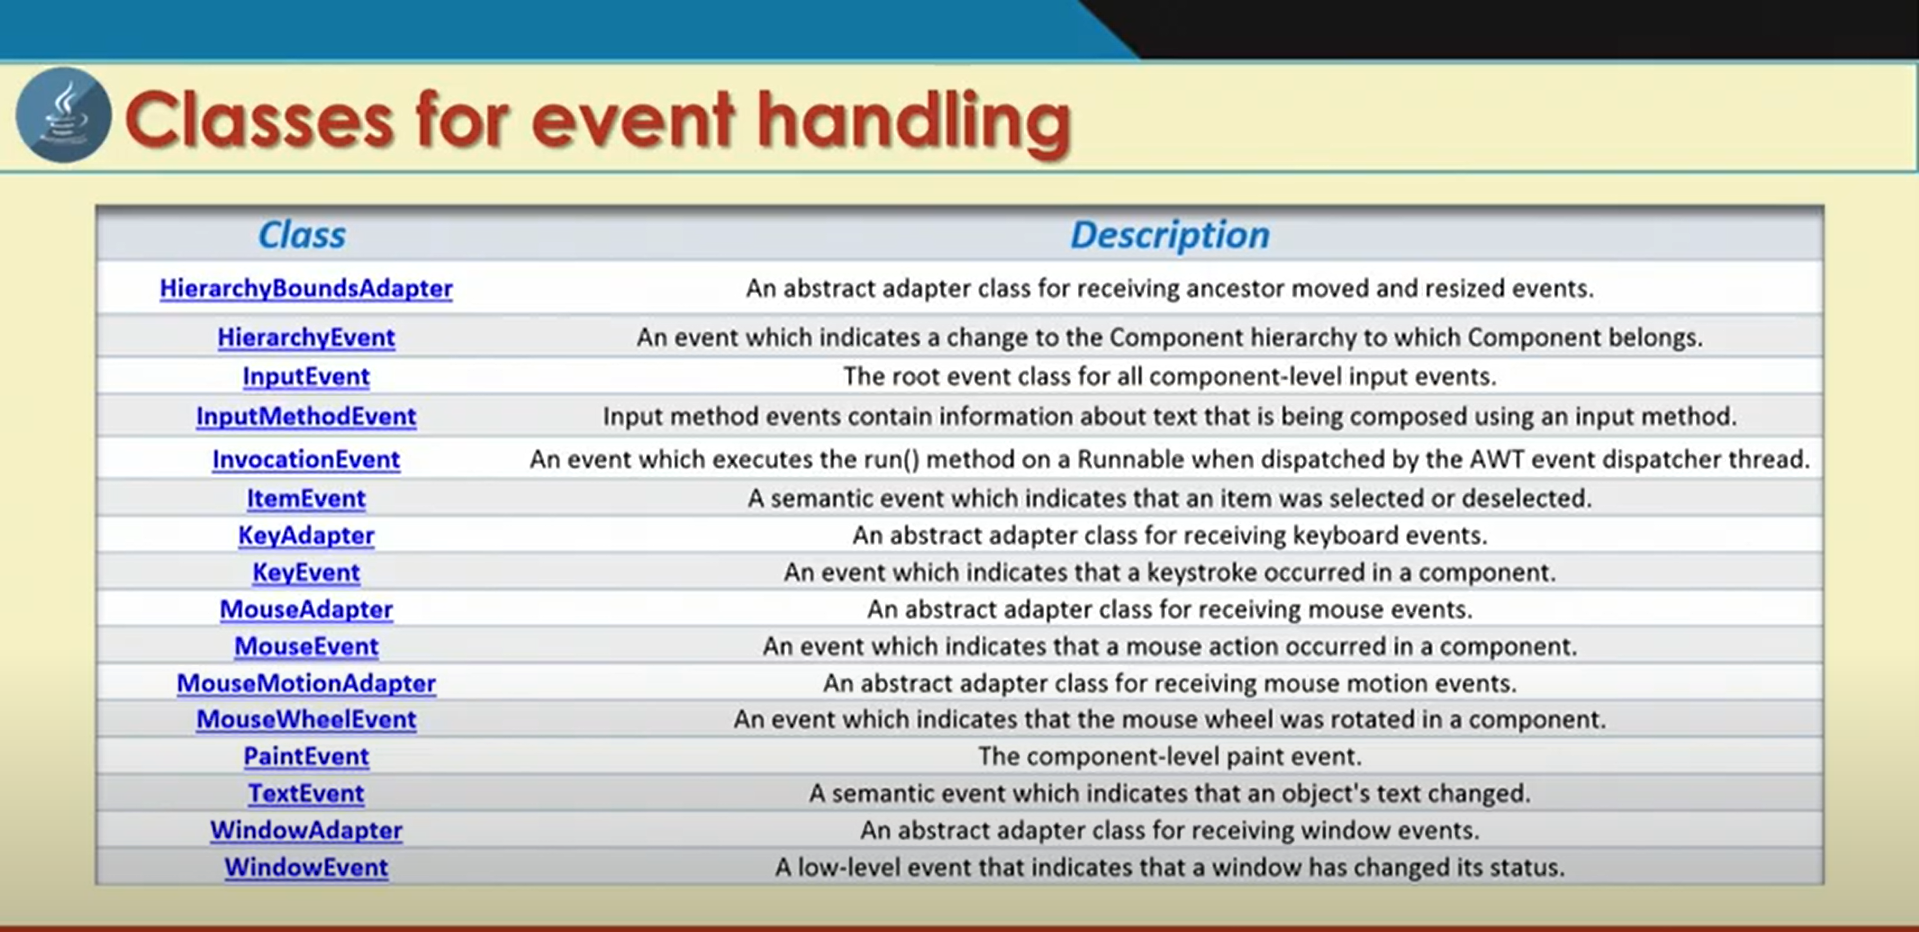 Classes for event handling
Class Description
HierarchyBoundsAdapter An abstract adapter class for receiving ancestor moved and resized events.
HierarchyEvent An event which indicates a change to the Component hierarchy to which Component belongs.
InputEvent The root event class for all component-level input events.
InputMethodEvent Input method events contain information about text that is being composed using an input method.
InvocationEvent An event which executes the run() method on a Runnable when dispatched by the AWT event dispatcher thread.
ItemEvent A semantic event which indicates that an item was selected or deselected.
KeyAdapter An abstract adapter class for receiving keyboard events.
KeyEvent An event which indicates that a keystroke occurred in a component.
MouseAdapter An abstract adapter class for receiving mouse events.
MouseEvent An event which indicates that a mouse action occurred in a component.
MouseMotionAdapter An abstract adapter class for receiving mouse motion events.
MouseWheelEvent An event which indicates that the mouse wheel was rotated in a component.
PaintEvent The component-level paint event.
TextEvent A semantic event which indicates that an object's text changed.
WindowAdapter An abstract adapter class for receiving window events.
WindowEvent A low-level event that indicates that a window has changed its status.